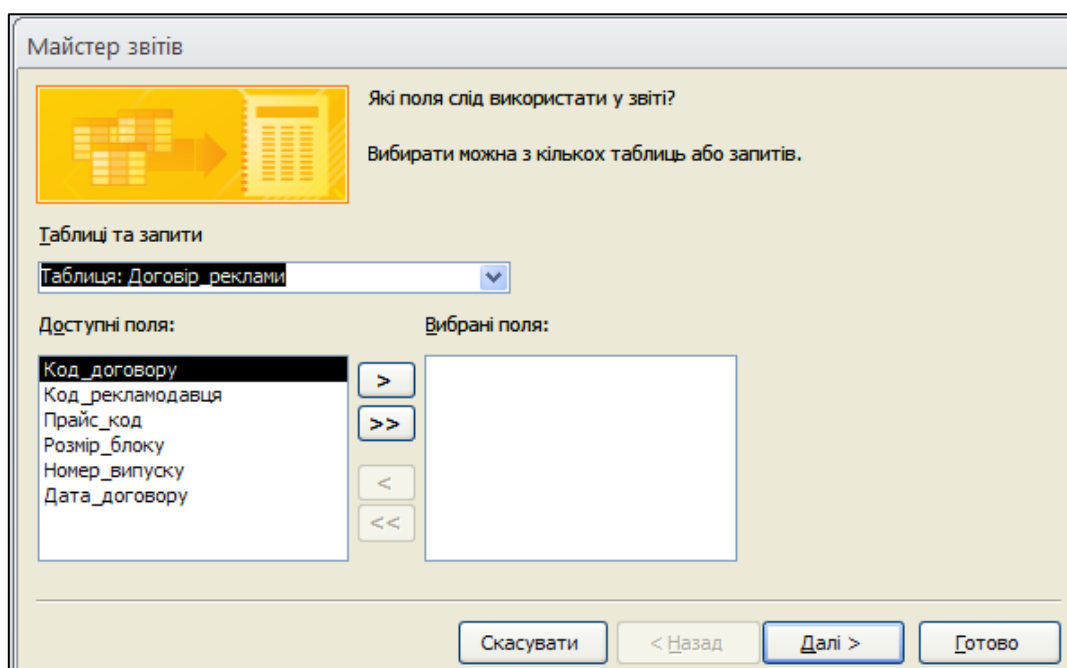 Майстер звітів
Які поля слід використати у звіті?
Вибирати можна з кількох таблиць або запитів.
Таблиці та запити
Таблиця: Договір_реклами
Доступні поля:
Вибрані поля:
Код_договору
Код_рекламодавця
Прайс_код
Розмір_блоку
Номер_випуску
Дата_договору
>
>>
<
<<
Скасувати
< Назад
Далі >
Готово